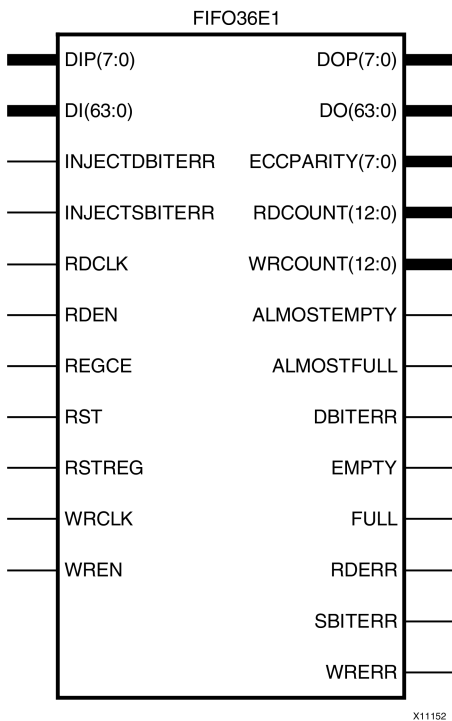 FIFO36E1
DIP(7:0) DOP(7:0)
DI(63:0) DO(63:0)
INJECTDBITERR ECCPARITY(7:0)
INJECTSBITERR RDCOUNT(12:0)
RDCLK WRCOUNT(12:0)
RDEN ALMOSTEMPTY
REGCE ALMOSTFULL
RST DBITERR
RSTREG EMPTY
WRCLK FULL
WREN RDERR
SBITERR
WRERR
X11152